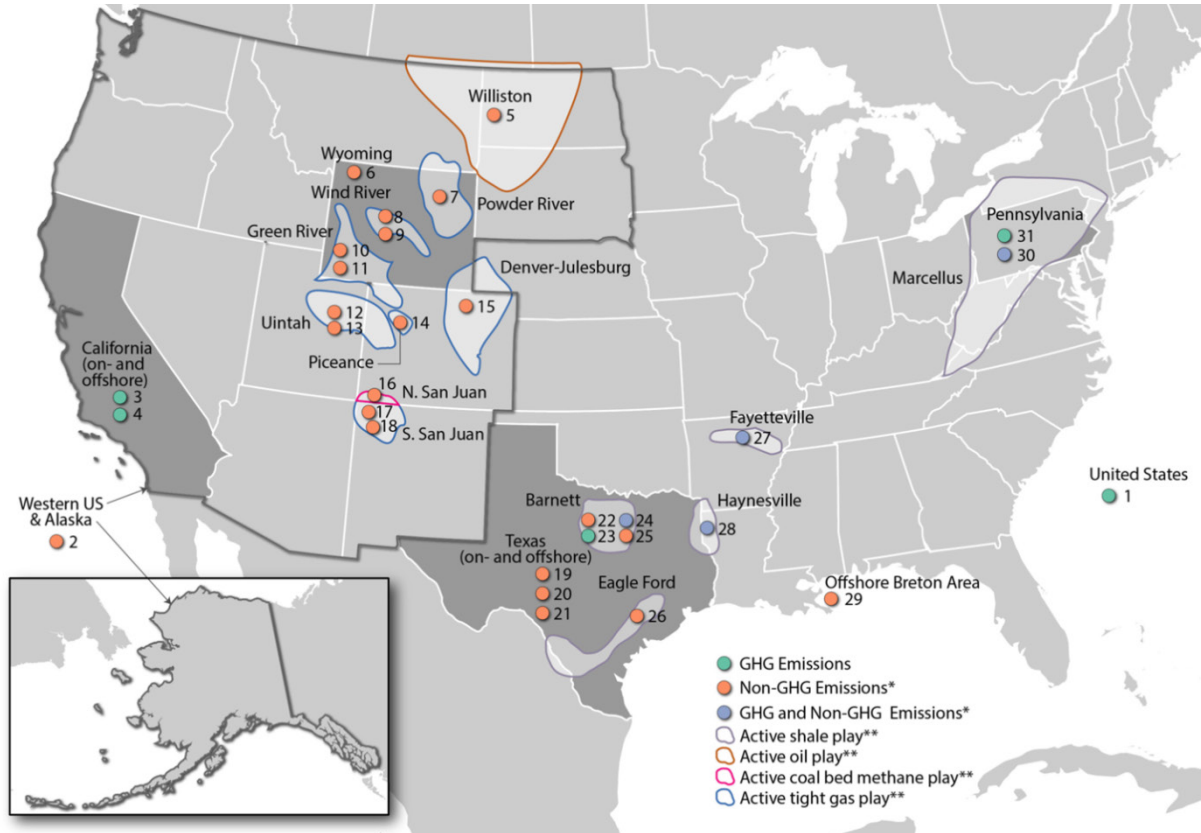 Williston
5
Wyoming
6
Wind River
7
Powder River
8
9
Green River
10
11
Denver-Julesburg
15
Uintah
12
13
14
Piceance
California
(on- and
offshore)
3
4
16
N. San Juan
17
18
S. San Juan
Pennsylvania
31
30
Marcellus
Fayetteville
27
United States
1
Western US
& Alaska
2
Barnett
22
24
23
25
Haynesville
28
Texas
(on- and offshore)
19
20
21
Eagle Ford
26
Offshore Breton Area
29
GHG Emissions
Non-GHG Emissions*
GHG and Non-GHG Emissions*
Active shale play**
Active oil play**
Active coal bed methane play**
Active tight gas play**